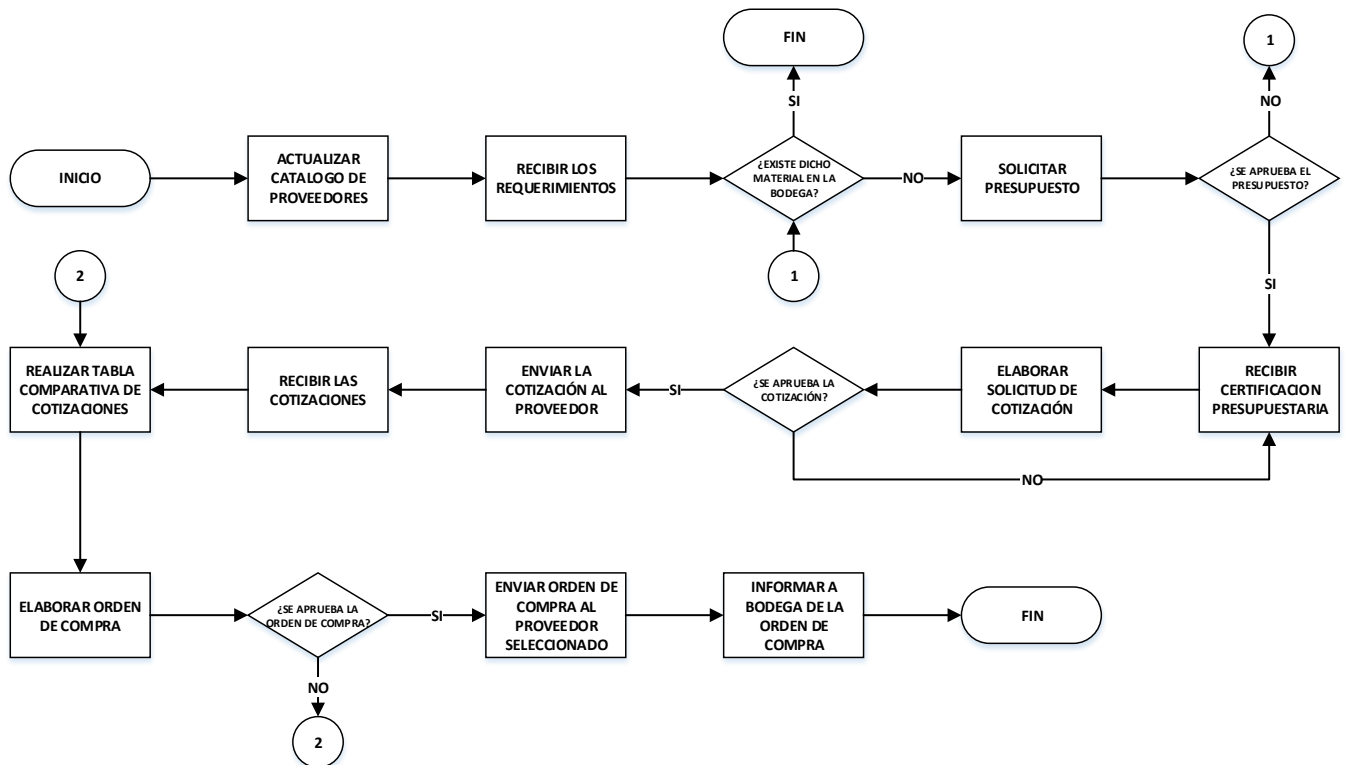 FIN
1
SI
NO
INICIO
ACTUALIZAR
CATALOGO DE
PROVEEDORES
RECIBIR LOS
REQUERIMIENTOS
¿EXISTE DICHO
MATERIAL EN LA
BODEGA?
NO
SOLICITAR
PRESUPUESTO
¿SE APRUEBA EL
PRESUPUESTO?
2
1
SI
REALIZAR TABLA
COMPARATIVA DE
COTIZACIONES
RECIBIR LAS
COTIZACIONES
ENVIAR LA
COTIZACIÓN AL
PROVEEDOR
SI
¿SE APRUEBA LA
COTIZACIÓN?
ELABORAR
SOLICITUD DE
COTIZACIÓN
RECIBIR
CERTIFICACION
PRESUPUESTARIA
NO
ELABORAR ORDEN
DE COMPRA
¿SE APRUEBA LA
ORDEN DE COMPRA?
SI
ENVIAR ORDEN DE
COMPRA AL
PROVEEDOR
SELECCIONADO
INFORMAR A
BODEGA DE LA
ORDEN DE
COMPRA
FIN
NO
2